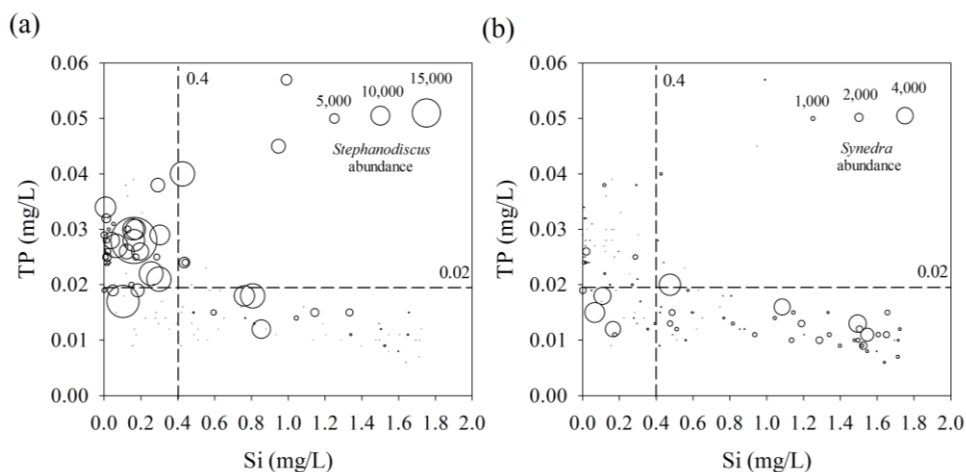 (a)
TP (mg/L)
0.06
0.05
0.04
0.03
0.02
0.01
0.00
0.4
5,000
10,000
15,000
Stephanodiscus
abundance
0.02
0.0 0.2 0.4 0.6 0.8 1.0 1.2 1.4 1.6 1.8 2.0
Si (mg/L)
(b)
TP (mg/L)
0.06
0.05
0.04
0.03
0.02
0.01
0.00
0.4
1,000
2,000
4,000
Synedra
abundance
0.02
0.0 0.2 0.4 0.6 0.8 1.0 1.2 1.4 1.6 1.8 2.0
Si (mg/L)